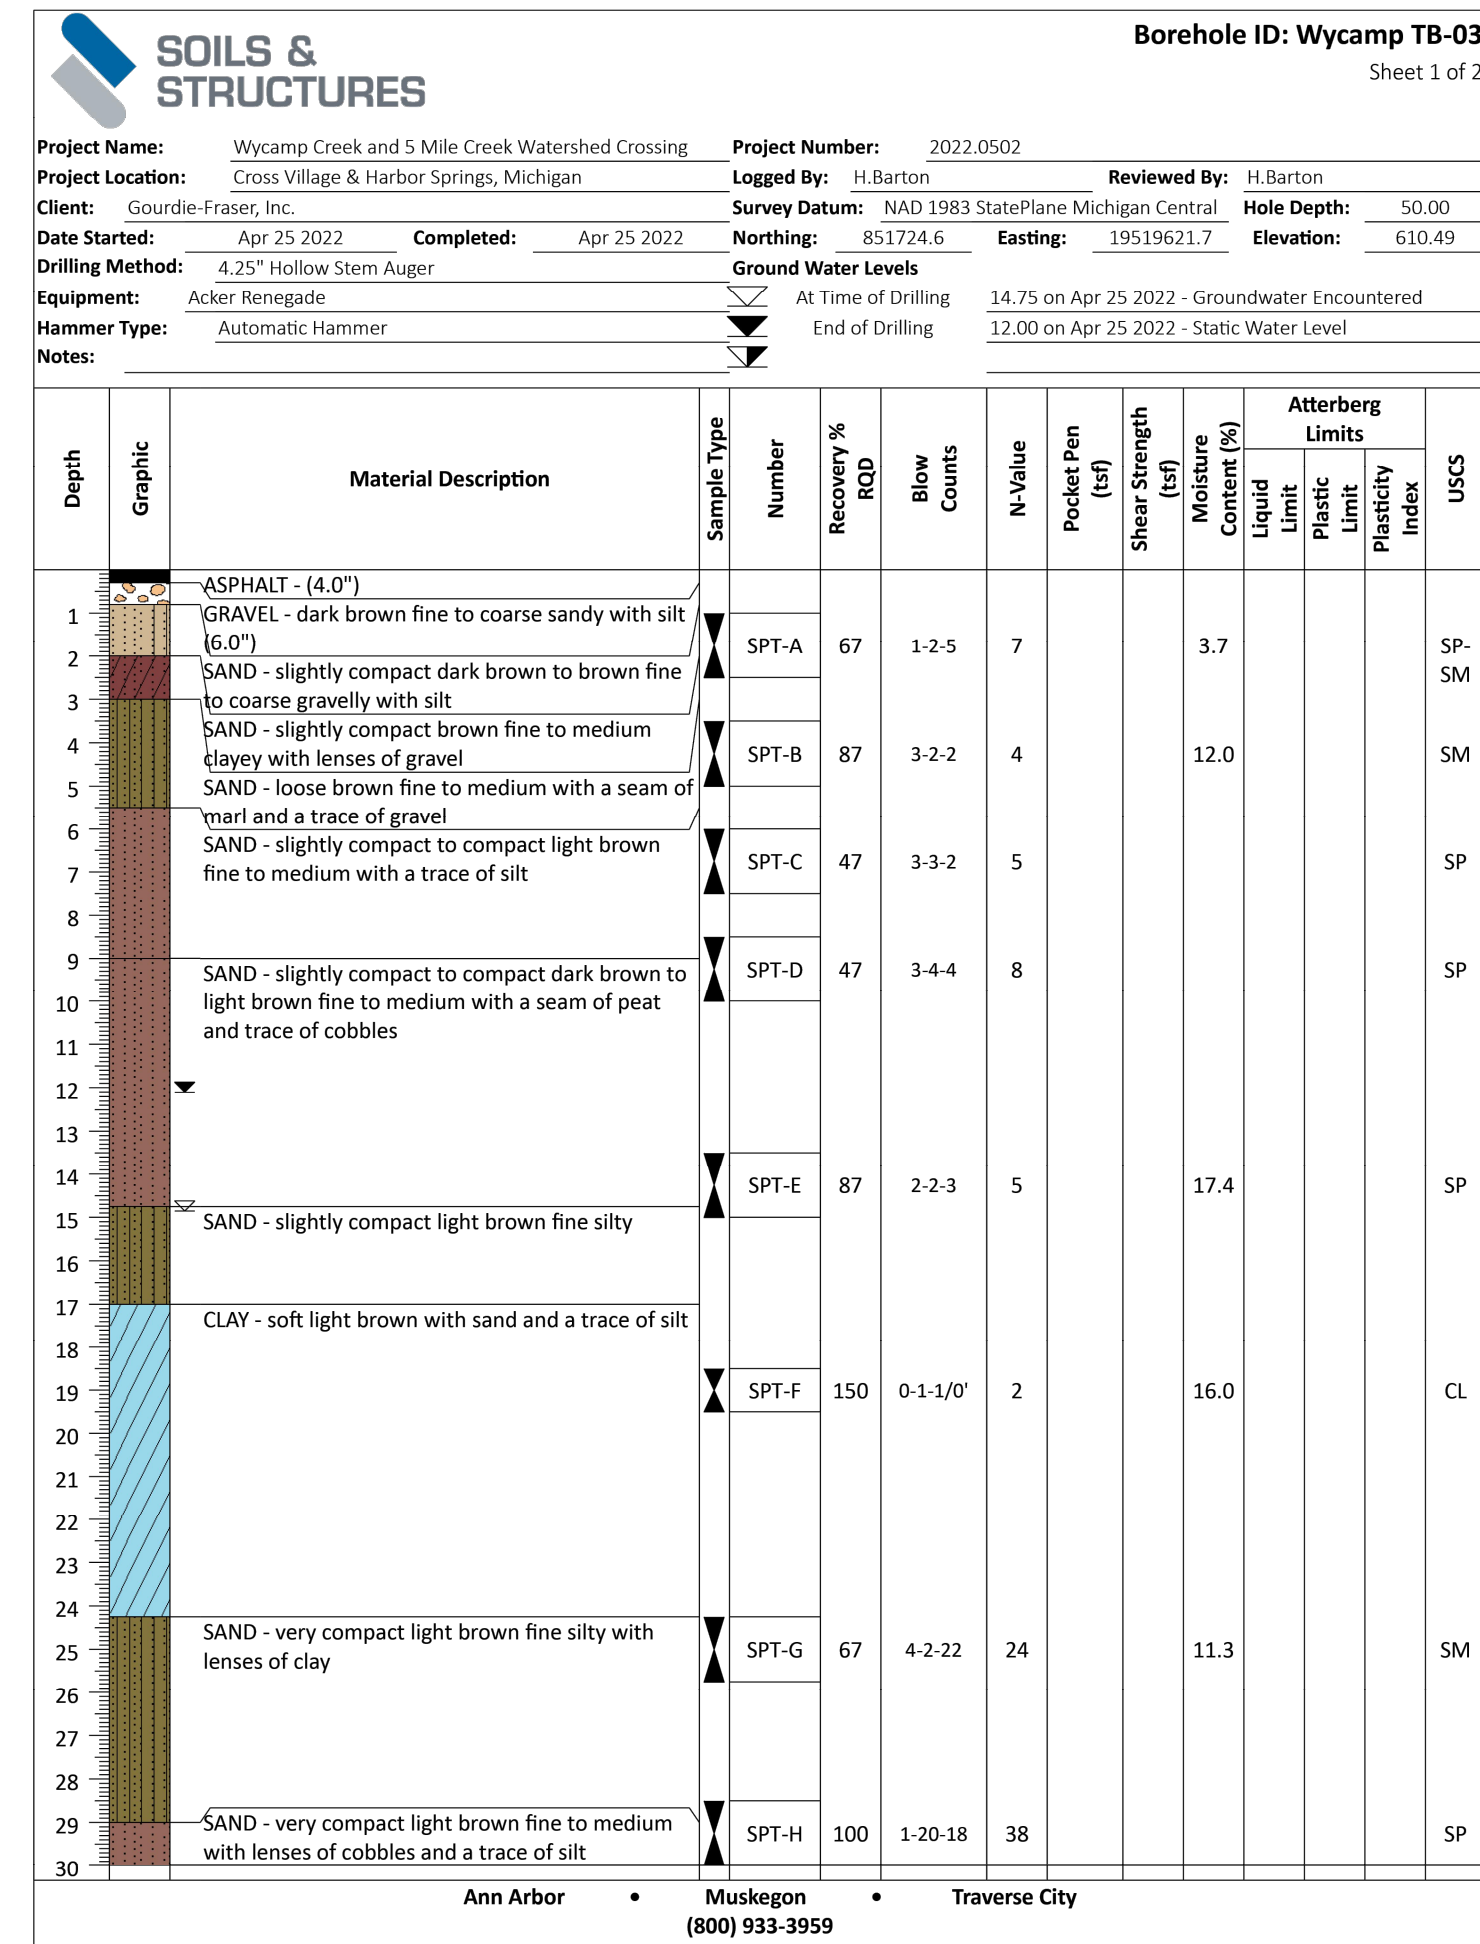 SOILS &
STRUCTURES
Borehole ID: Wycamp TB-03
Sheet 1 of 2
Project Name: Wycamp Creek and 5 Mile Creek Watershed Crossing Project Number: 2022.0502
Project Location: Cross Village & Harbor Springs, Michigan Logged By: H.Barton Reviewed By: H.Barton
Client: Gourdie-Fraser, Inc. Survey Datum: NAD 1983 StatePlane Michigan Central Hole Depth: 50.00
Date Started: Apr 25 2022 Completed: Apr 25 2022 Northing: 851724.6 Easting: 19519621.7 Elevation: 610.49
Drilling Method: 4.25" Hollow Stem Auger Ground Water Levels
Equipment: Acker Renegade At Time of Drilling 14.75 on Apr 25 2022 - Groundwater Encountered
Hammer Type: Automatic Hammer End of Drilling 12.00 on Apr 25 2022 - Static Water Level
Notes:
Depth
Graphic
Material Description
Sample Type
Number
Recovery %
RQD
Blow
Counts
N-Value
Pocket Pen
(tsf)
Shear Strength
(tsf)
Moisture
Content (%)
Atterberg
Limits
Liquid
Limit
Plastic
Limit
Plasticity
Index
USCS
ASPHALT - (4.0")
1
GRAVEL - dark brown fine to coarse sandy with silt
(6.0")
SPT-A 67 1-2-5 7 3.7 SP-
SM
2
SAND - slightly compact dark brown to brown fine
to coarse gravelly with silt
3
SAND - slightly compact brown fine to medium
clayey with lenses of gravel
4
SPT-B 87 3-2-2 4 12.0 SM
5
SAND - loose brown fine to medium with a seam of
marl and a trace of gravel
6
SAND - slightly compact to compact light brown
fine to medium with a trace of silt
SPT-C 47 3-3-2 5 SP
7
8
9
SAND - slightly compact to compact dark brown to
light brown fine to medium with a seam of peat
and trace of cobbles
SPT-D 47 3-4-4 8 SP
10
11
12
13
14
SPT-E 87 2-2-3 5 17.4 SP
15
SAND - slightly compact light brown fine silty
16
17
CLAY - soft light brown with sand and a trace of silt
18
19
SPT-F 150 0-1-1/0' 2 16.0 CL
20
21
22
23
24
SAND - very compact light brown fine silty with
lenses of clay
25
SPT-G 67 4-2-22 24 11.3 SM
26
27
28
29
SAND - very compact light brown fine to medium
with lenses of cobbles and a trace of silt
SPT-H 100 1-20-18 38 SP
30
Ann Arbor • Muskegon • Traverse City
(800) 933-3959